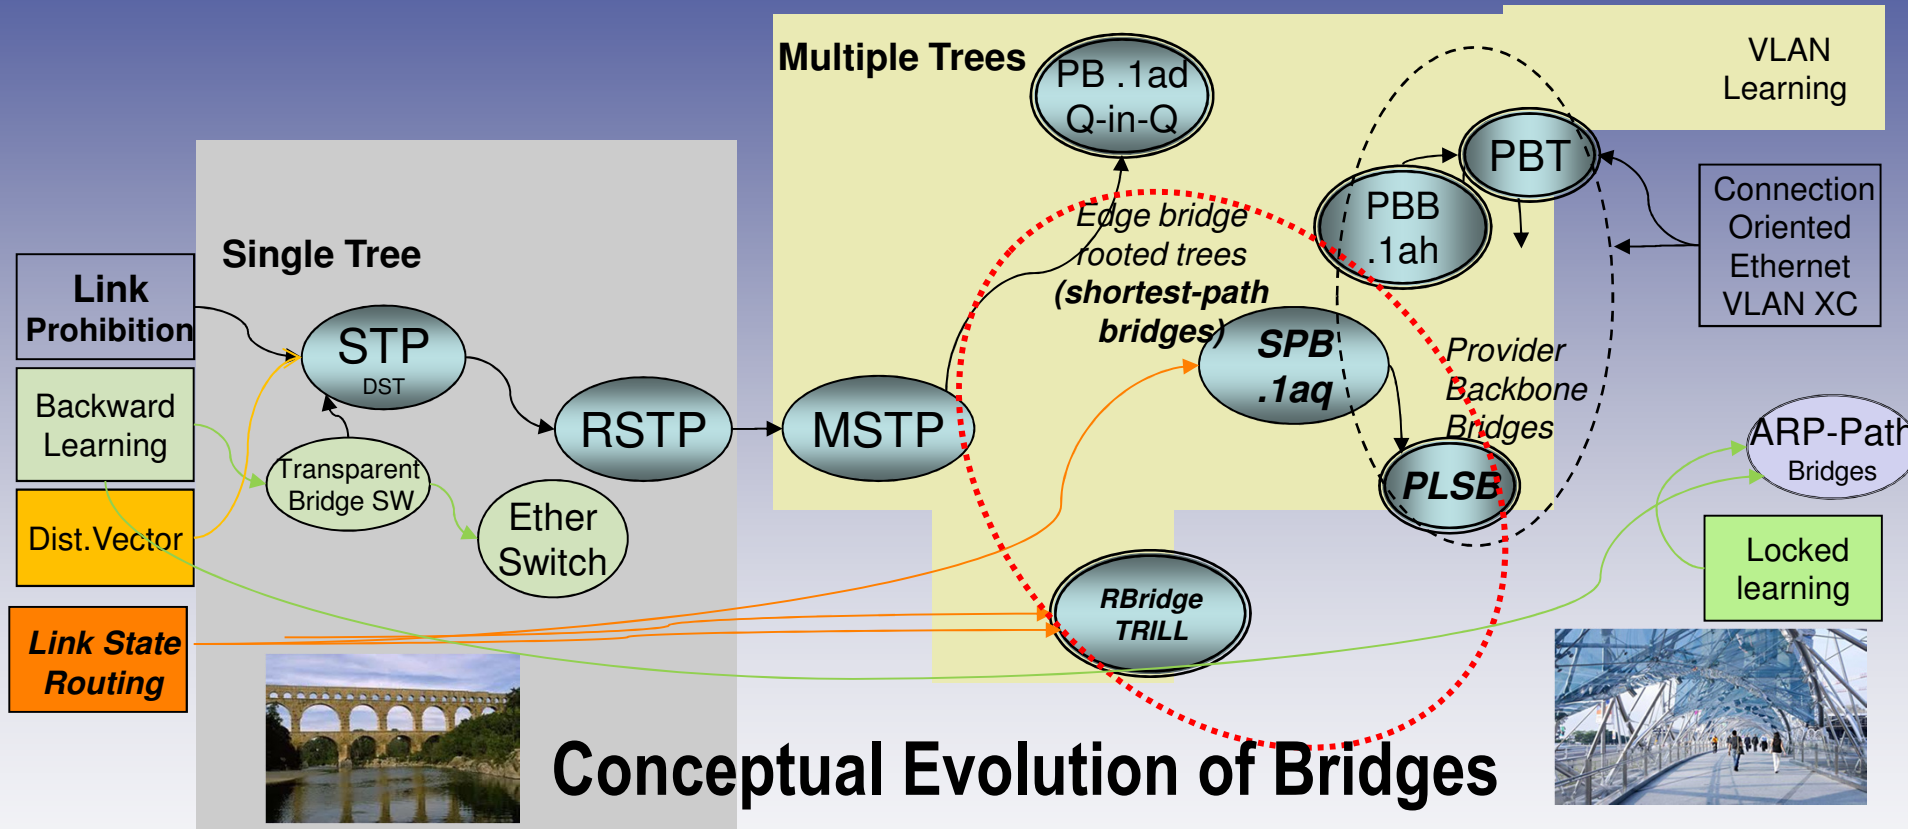 Multiple Trees
PB .1ad
Q-in-Q
VLAN
Learning
PBT
PBB
.1ah
Connection
Oriented
Ethernet
VLAN XC
Edge bridge
rooted trees
(shortest-path
bridges)
Single Tree
Link
Prohibition
STP
DST
SPB
.1aq
Provider
Backbone
Bridges
Backward
Learning
RSTP
MSTP
Transparent
Bridge SW
PLSB
ARP-Path
Bridges
Dist.Vector
Ether
Switch
Locked
learning
RBridge
TRILL
Link State
Routing
Conceptual Evolution of Bridges